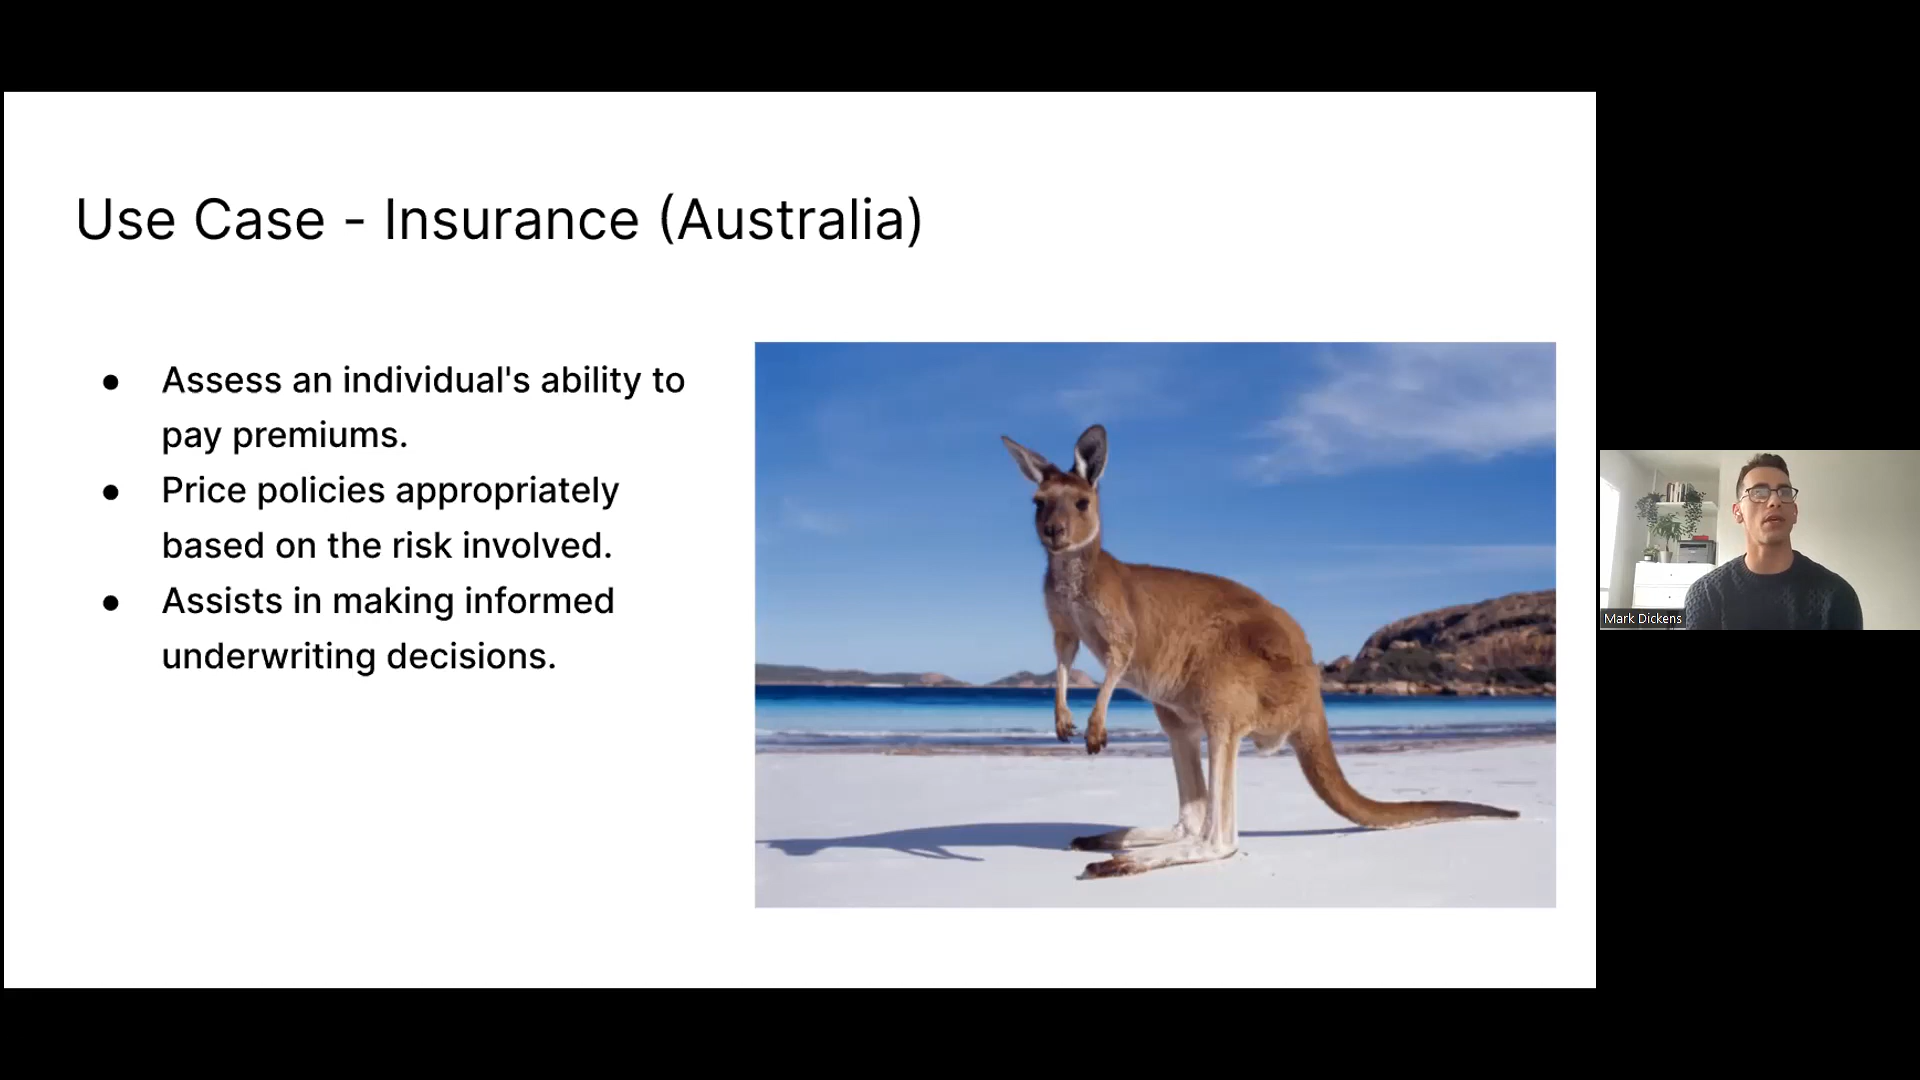 Use Case - Insurance (Australia)
● Assess an individual's ability to
pay premiums.
● Price policies appropriately
based on the risk involved.
● Assists in making informed
underwriting decisions.
Mark Dickens